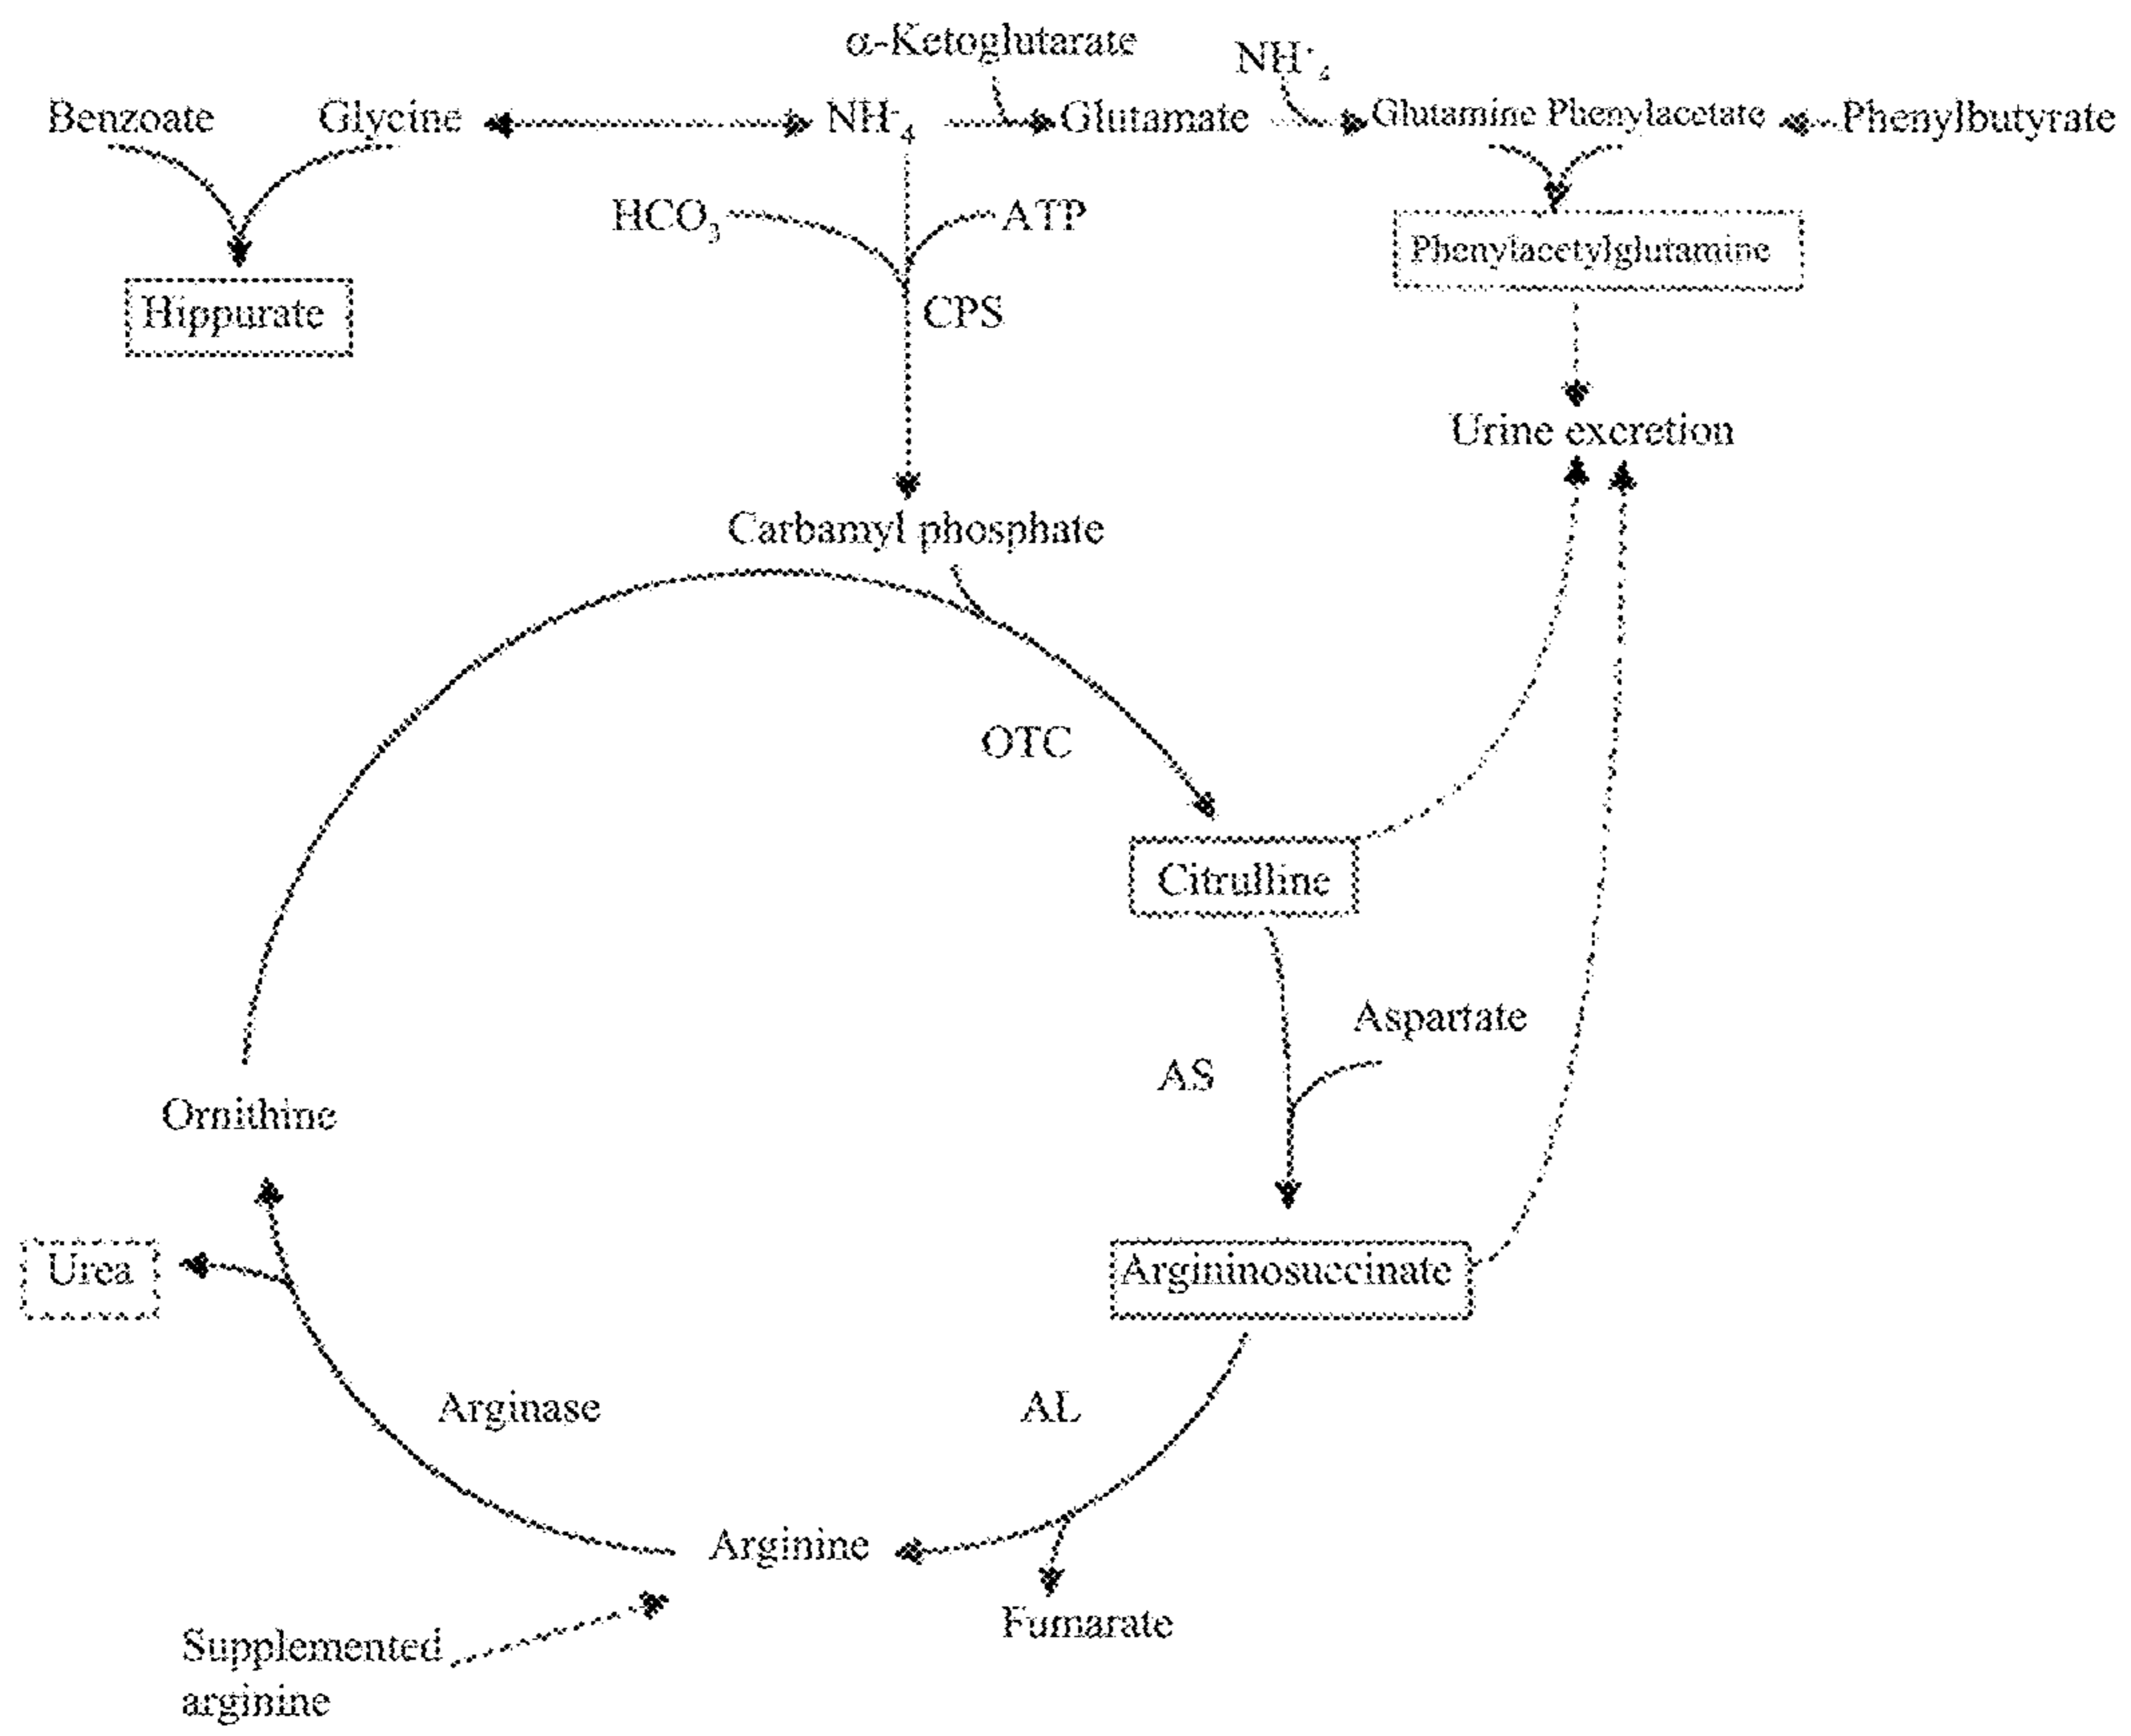 α-Ketoglutarate
NH⁺₄
Benzoate Glycine NH⁺₄ Glutamate Glutamine Phenylacetate Phenylbutyrate
HCO₃ ATP
Phenylacetylglutamine
Hippurate
CPS
Urine excretion
Carbamyl phosphate
OTC
Citrulline
Aspartate
AS
Ornithine
Urea
Argininosuccinate
Arginase
AL
Arginine
Fumarate
Supplemented
arginine